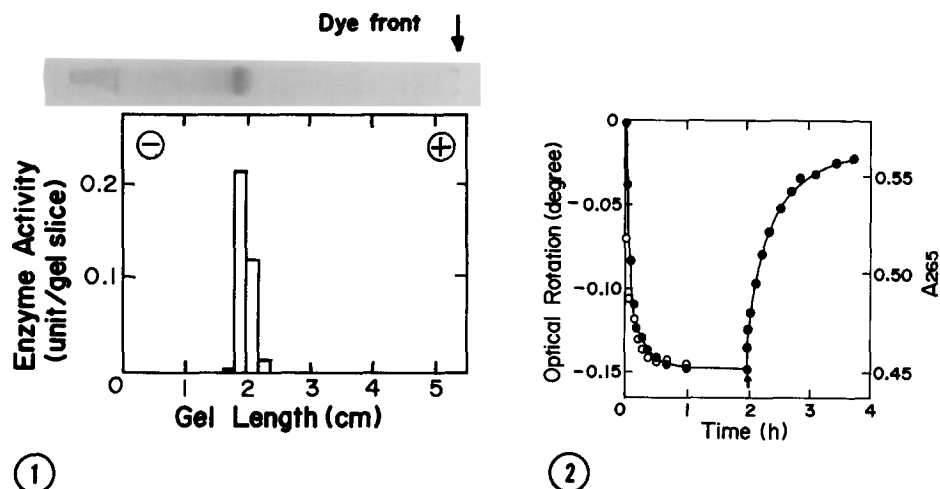 Dye front
⊖ ⊕
Enzyme Activity
(unit/gel slice)
0.2
0.1
0
0 1 2 3 4 5
Gel Length (cm)
①
Optical Rotation (degree)
0
-0.05
-0.10
-0.15
0.55
0.50
0.45
A265
0 1 2 3 4
Time (h)
②